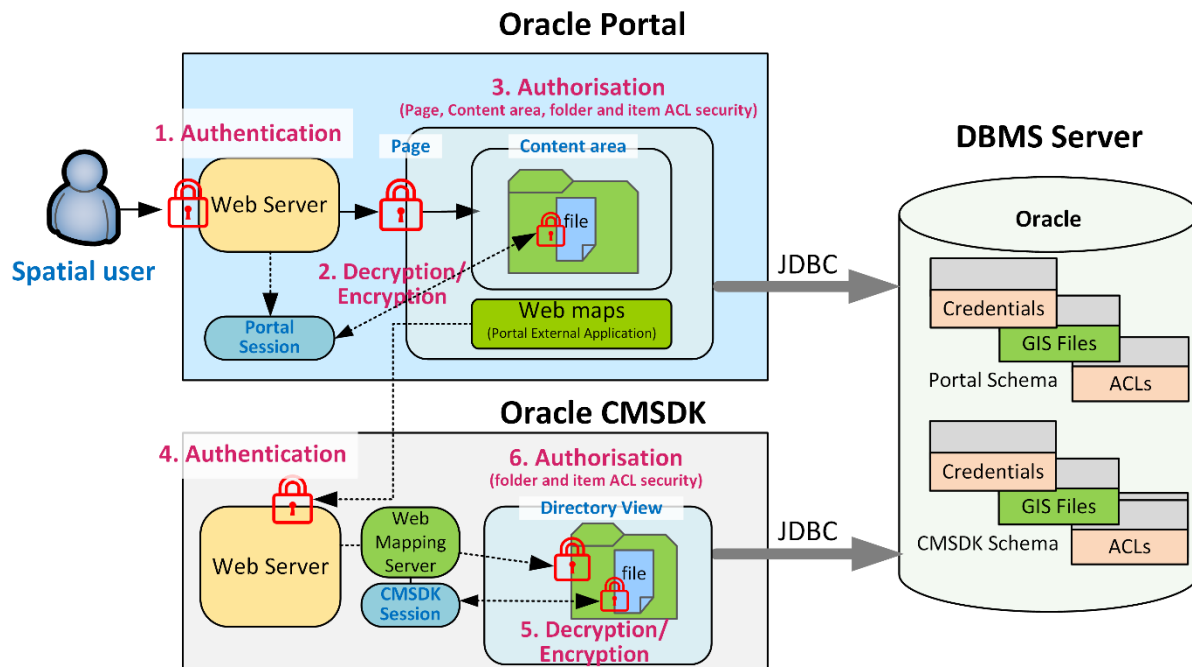 Oracle Portal
3. Authorisation
(Page, Content area, folder and item ACL security)
1. Authentication
Page
Content area
DBMS Server
Web Server
file
Oracle
Spatial user
2. Decryption/
Encryption
JDBC
Credentials
Portal
Session
Web maps
(Portal External Application)
GIS Files
Portal Schema
ACLs
Oracle CMSDK
4. Authentication
6. Authorisation
(folder and item ACL security)
Credentials
Directory View
Web
Mapping
Server
GIS Files
JDBC
Web Server
file
CMSDK Schema
ACLs
CMSDK
Session
5. Decryption/
Encryption